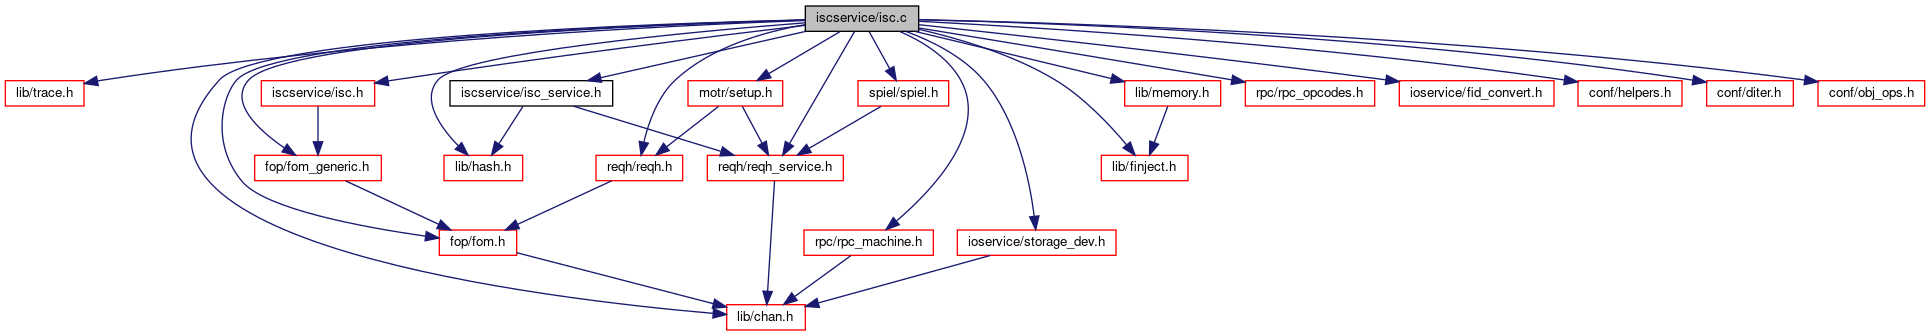 iscservice/isc.c
lib/trace.h
iscservice/isc.h
iscservice/isc_service.h
motr/setup.h
spiel/spiel.h
lib/memory.h
rpc/rpc_opcodes.h
ioservice/fid_convert.h
conf/helpers.h
conf/diter.h
conf/obj_ops.h
fop/fom_generic.h
lib/hash.h
reqh/reqh.h
reqh/reqh_service.h
lib/finject.h
fop/fom.h
rpc/rpc_machine.h
ioservice/storage_dev.h
lib/chan.h